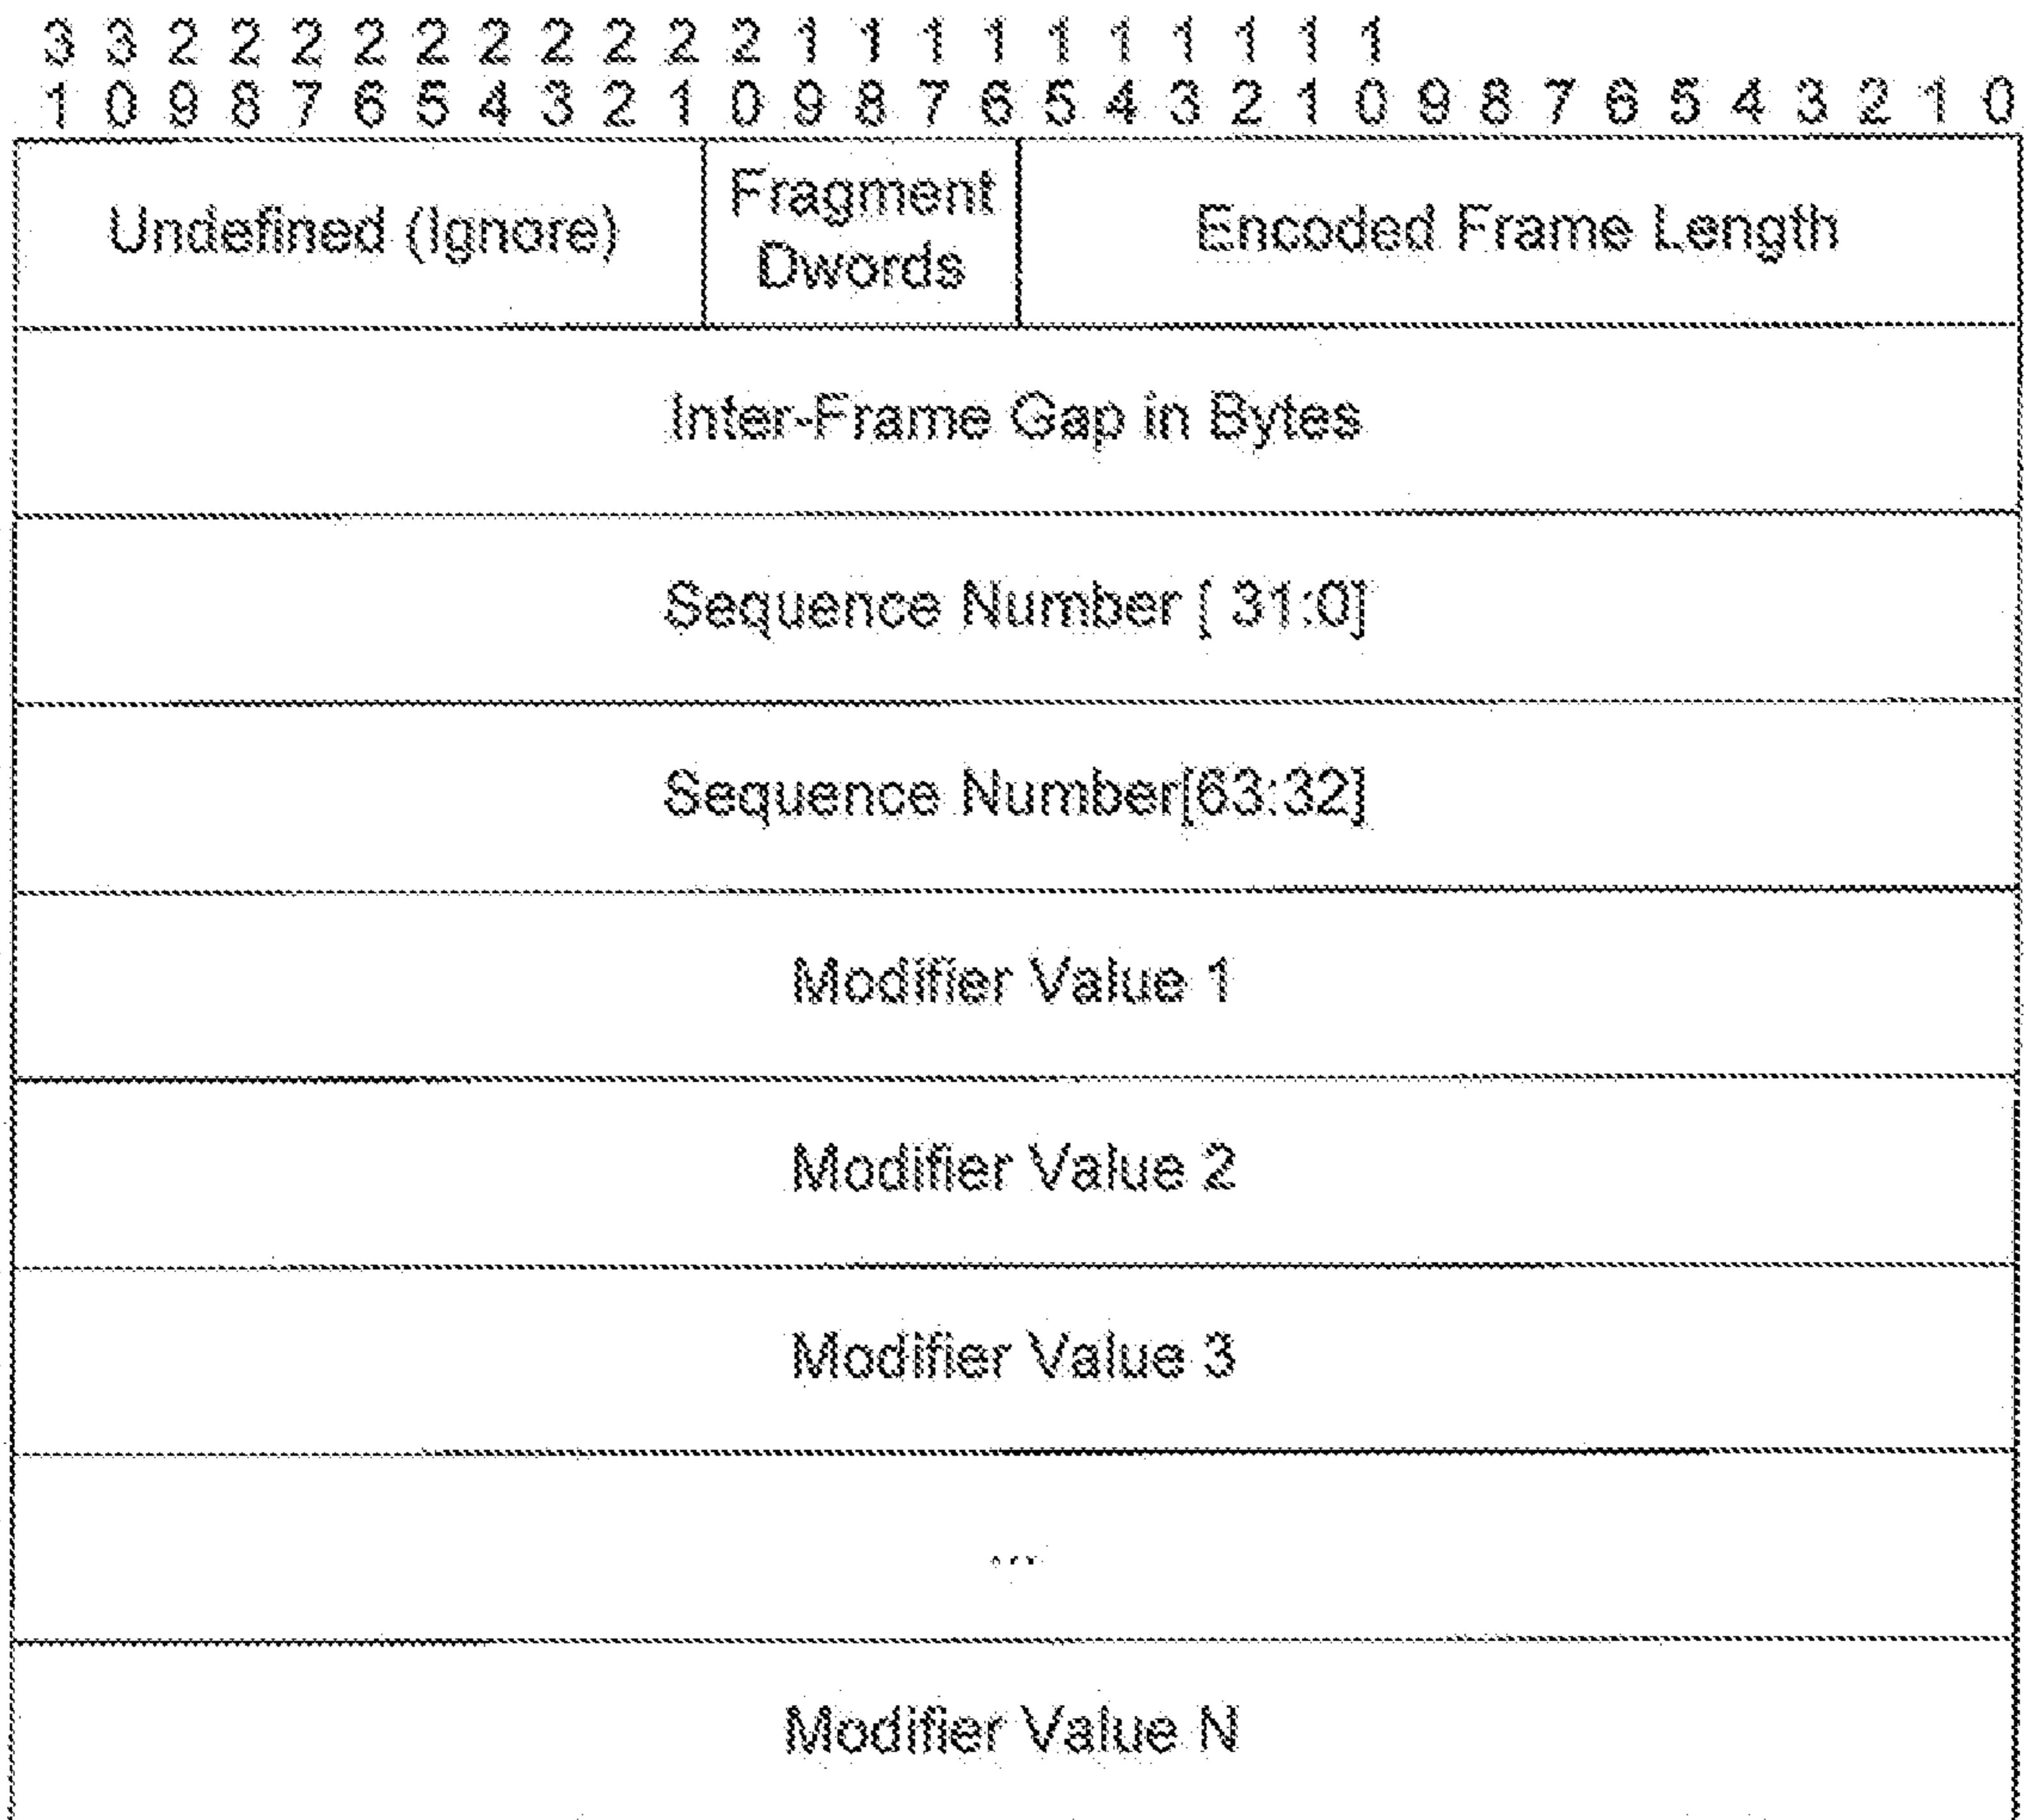 3 3 2 2 2 2 2 2 2 2 2 2 1 1 1 1 1 1 1 1 1 1
1 0 9 8 7 6 5 4 3 2 1 0 9 8 7 6 5 4 3 2 1 0 9 8 7 6 5 4 3 2 1 0
Undefined (Ignore)
Fragment
Dwords
Encoded Frame Length
Inter-Frame Gap in Bytes
Sequence Number [ 31:0]
Sequence Number[63:32]
Modifier Value 1
Modifier Value 2
Modifier Value 3
...
Modifier Value N